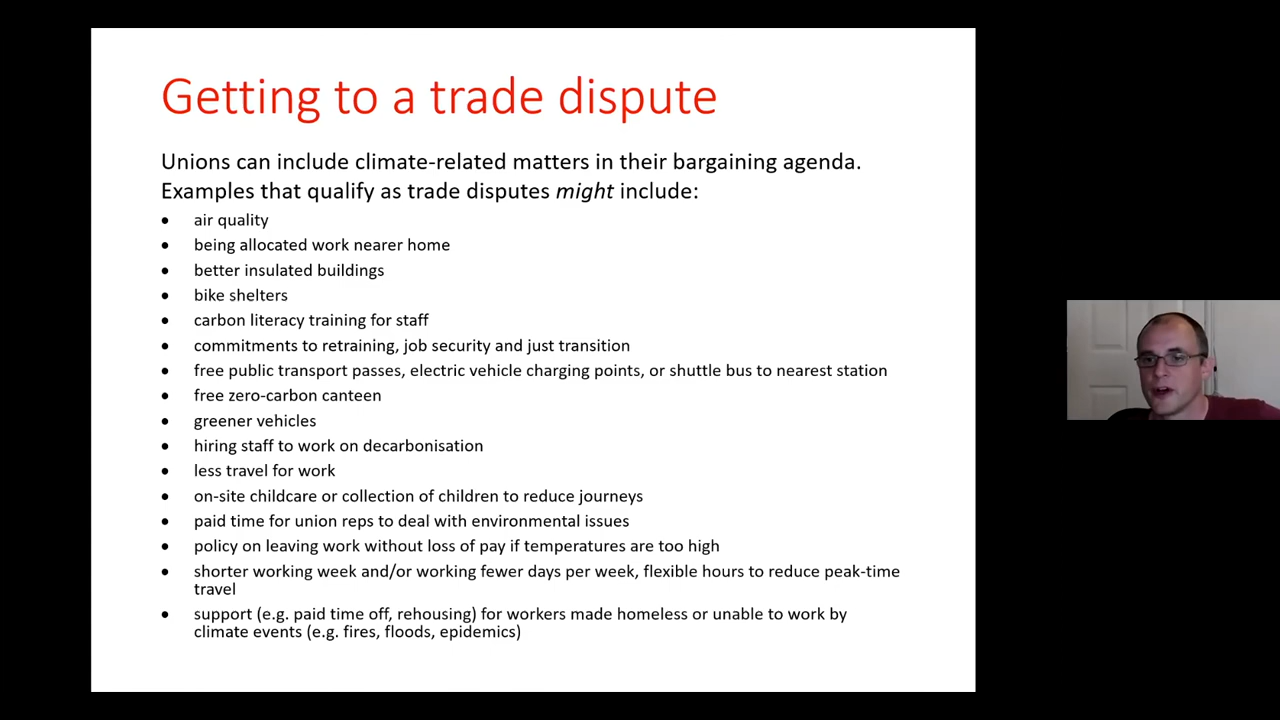 Getting to a trade dispute
Unions can include climate-related matters in their bargaining agenda.
Examples that qualify as trade disputes might include:
• air quality
• being allocated work nearer home
• better insulated buildings
• bike shelters
• carbon literacy training for staff
• commitments to retraining, job security and just transition
• free public transport passes, electric vehicle charging points, or shuttle bus to nearest station
• free zero-carbon canteen
• greener vehicles
• hiring staff to work on decarbonisation
• less travel for work
• on-site childcare or collection of children to reduce journeys
• paid time for union reps to deal with environmental issues
• policy on leaving work without loss of pay if temperatures are too high
• shorter working week and/or working fewer days per week, flexible hours to reduce peak-time
travel
• support (e.g. paid time off, rehousing) for workers made homeless or unable to work by
climate events (e.g. fires, floods, epidemics)